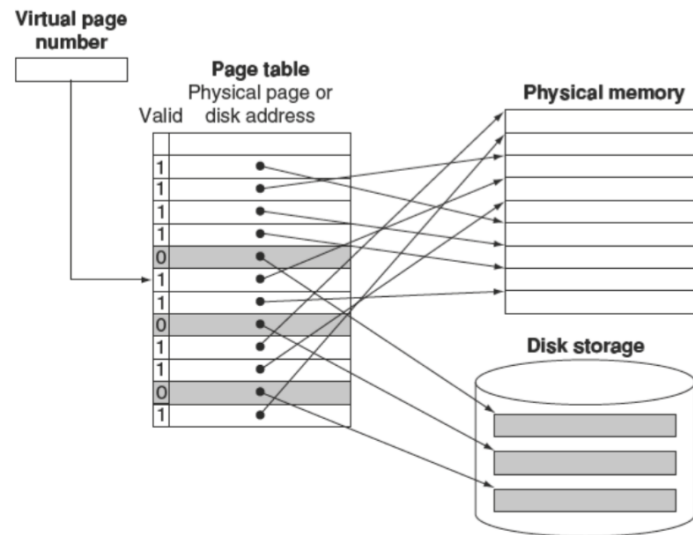 Virtual page
number
Page table
Physical page or
Valid disk address
Physical memory
1
1
1
1
0
1
1
0
1
1
0
1
Disk storage